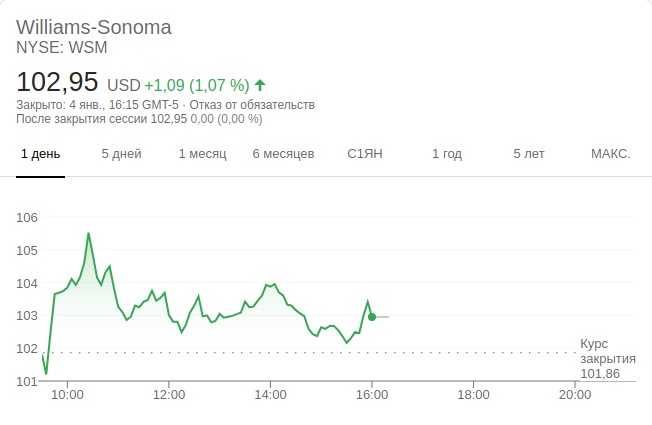 Williams-Sonoma
NYSE: WSM
102,95 USD +1,09 (1,07 %)
Закрыто: 4 янв., 16:15 GMT-5 · Отказ от обязательств
После закрытия сессии 102,95 0,00 (0,00 %)
1 день 5 дней 1 месяц 6 месяцев С1ЯН 1 год 5 лет МАКС.
106
105
104
103
102
101
Курс
закрытия
101,86
10:00 12:00 14:00 16:00 18:00 20:00